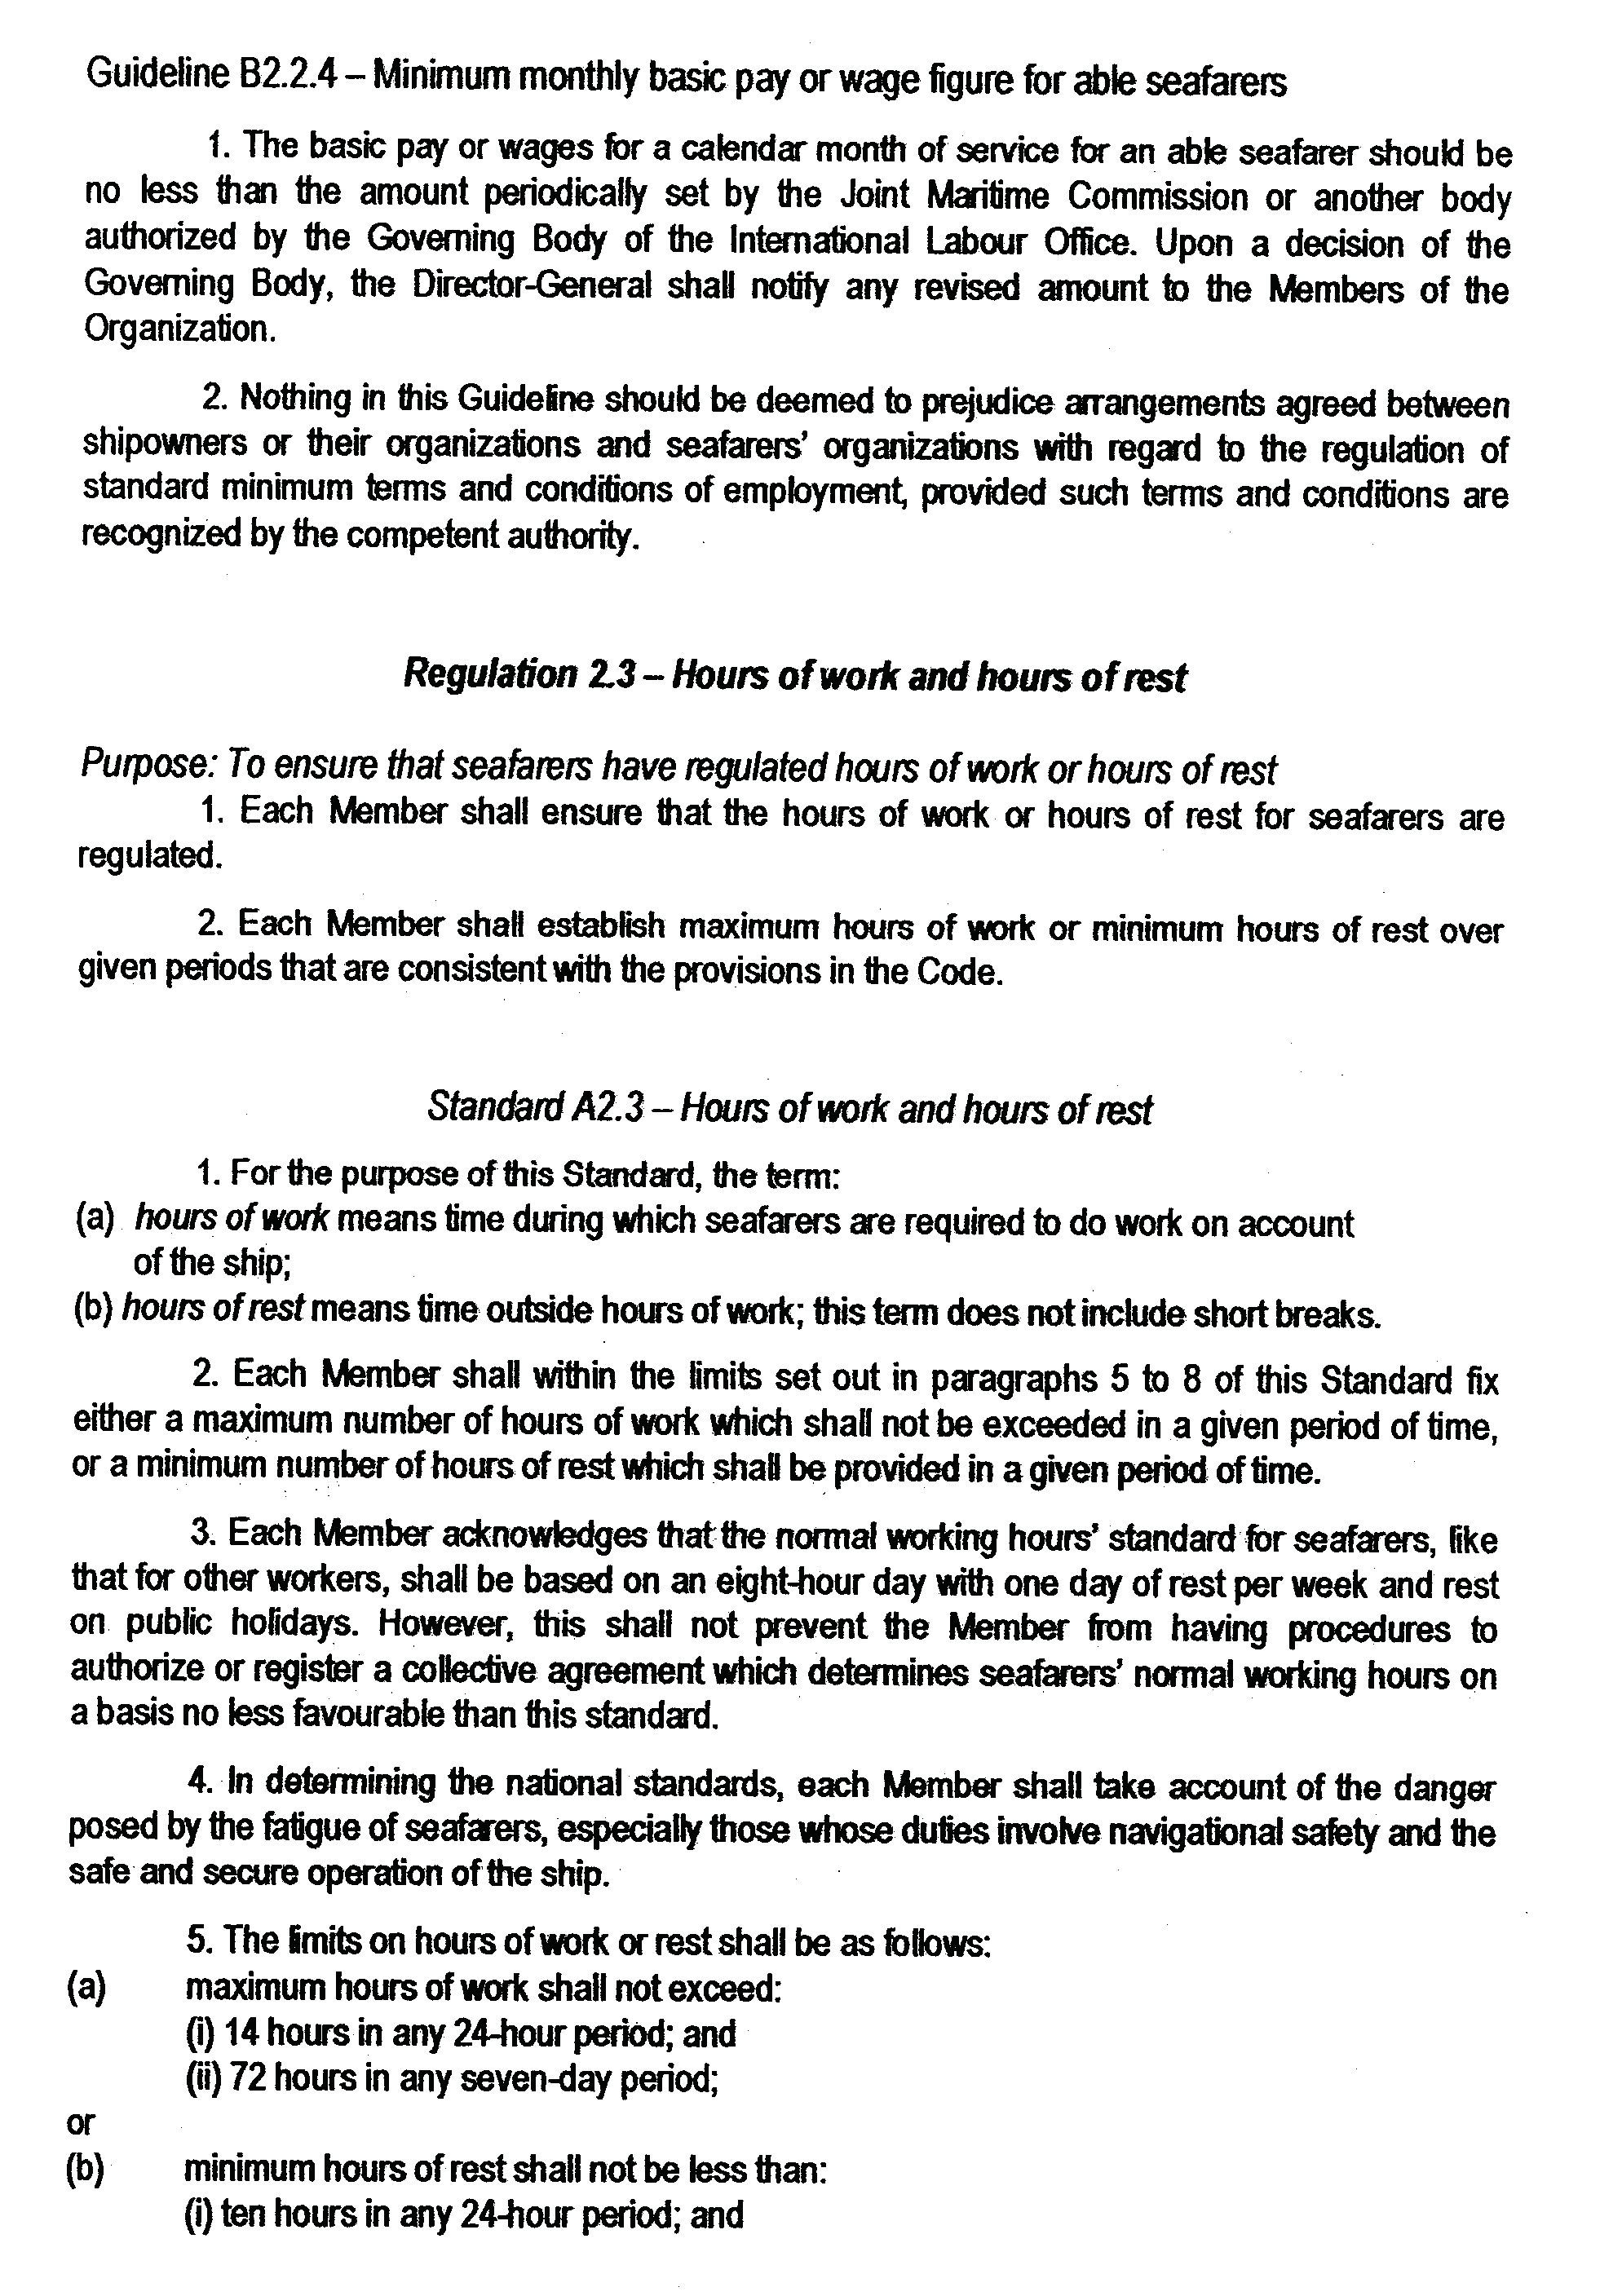 Guideline B2.2.4 – Minimum monthly basic pay or wage figure for able seafarers
1. The basic pay or wages for a calendar month of service for an able seafarer should be
no less than the amount periodically set by the Joint Maritime Commission or another body
authorized by the Governing Body of the International Labour Office. Upon a decision of the
Governing Body, the Director-General shall notify any revised amount to the Members of the
Organization.
2. Nothing in this Guideline should be deemed to prejudice arrangements agreed between
shipowners or their organizations and seafarers’ organizations with regard to the regulation of
standard minimum terms and conditions of employment, provided such terms and conditions are
recognized by the competent authority.
Regulation 2.3 – Hours of work and hours of rest
Purpose: To ensure that seafarers have regulated hours of work or hours of rest
1. Each Member shall ensure that the hours of work or hours of rest for seafarers are
regulated.
2. Each Member shall establish maximum hours of work or minimum hours of rest over
given periods that are consistent with the provisions in the Code.
Standard A2.3 – Hours of work and hours of rest
1. For the purpose of this Standard, the term:
(a) hours of work means time during which seafarers are required to do work on account
of the ship;
(b) hours of rest means time outside hours of work; this term does not include short breaks.
2. Each Member shall within the limits set out in paragraphs 5 to 8 of this Standard fix
either a maximum number of hours of work which shall not be exceeded in a given period of time,
or a minimum number of hours of rest which shall be provided in a given period of time.
3. Each Member acknowledges that the normal working hours’ standard for seafarers, like
that for other workers, shall be based on an eight-hour day with one day of rest per week and rest
on public holidays. However, this shall not prevent the Member from having procedures to
authorize or register a collective agreement which determines seafarers’ normal working hours on
a basis no less favourable than this standard.
4. In determining the national standards, each Member shall take account of the danger
posed by the fatigue of seafarers, especially those whose duties involve navigational safety and the
safe and secure operation of the ship.
5. The limits on hours of work or rest shall be as follows:
(a) maximum hours of work shall not exceed:
(i) 14 hours in any 24-hour period; and
(ii) 72 hours in any seven-day period;
or
(b) minimum hours of rest shall not be less than:
(i) ten hours in any 24-hour period; and